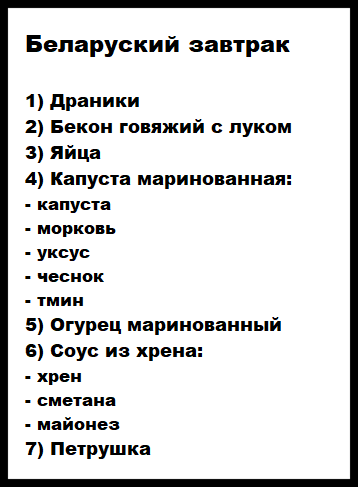 Беларуский завтрак
1) Драники
2) Бекон говяжий с луком
3) Яйца
4) Капуста маринованная:
- капуста
- морковь
- уксус
- чеснок
- тмин
5) Огурец маринованный
6) Соус из хрена:
- хрен
- сметана
- майонез
7) Петрушка